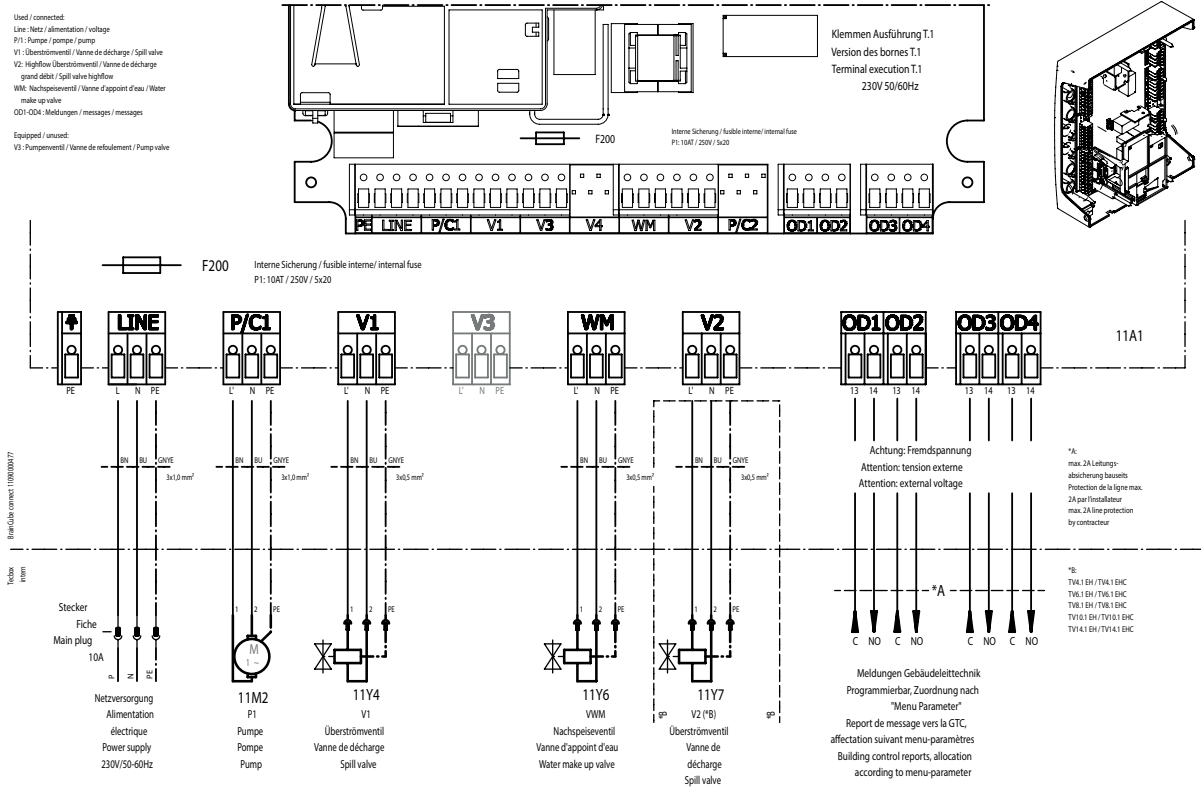 Used / connected:
Line : Netz / alimentation / voltage
P/1 : Pumpe / pompe / pump
V1 : Überströmventil / Vanne de décharge / Spill valve
V2: Highflow Überströmventil / Vanne de décharge
grand débit / Spill valve highflow
WM: Nachspeiseventil / Vanne d'appoint d'eau / Water
make up valve
OD1-OD4 : Meldungen / messages / messages
Equipped / unused:
V3 : Pumpenventil / Vanne de refoulement / Pump valve
Klemmen Ausführung T.1
Version des bornes T.1
Terminal execution T.1
230V 50/60Hz
F200
Interne Sicherung / fusible interne/ internal fuse
P1: 10AT / 250V / 5x20
PE LINE P/C1 V1 V3 V4 WM V2 P/C2 OD1 OD2 OD3 OD4
F200
Interne Sicherung / fusible interne/ internal fuse
P1: 10AT / 250V / 5x20
LINE P/C1 V1 V3 WM V2 OD1 OD2 OD3 OD4
11A1
PE L N PE L' N PE L' N PE L' N PE L' N PE L' N PE 13 14 13 14 13 14 13 14
BN BU GNYE BN BU GNYE BN BU GNYE BN BU GNYE BN BU GNYE
3x1,0 mm² 3x1,0 mm² 3x0,5 mm² 3x0,5 mm² 3x0,5 mm²
Achtung: Fremdspannung
Attention: tension externe
Attention: external voltage
*A:
max. 2A Leitungs-
absicherung bauseits
Protection de la ligne max.
2A par l'installateur
max. 2A line protection
by contracteur
BrainCube connect 11090000477
Tecbox
intern
*B:
TV4.1 EH / TV4.1 EHC
TV6.1 EH / TV6.1 EHC
TV8.1 EH / TV8.1 EHC
TV10.1 EH / TV10.1 EHC
TV14.1 EH / TV14.1 EHC
Stecker
Fiche
Main plug
10A
P N PE
1 2 PE 1 2 PE 1 2 PE 1 2 PE
M
1 ~
*A
C NO C NO C NO C NO
Netzversorgung
Alimentation
électrique
Power supply
230V/50-60Hz
11M2
P1
Pumpe
Pompe
Pump
11Y4
V1
Überströmventil
Vanne de décharge
Spill valve
11Y6
VWM
Nachspeiseventil
Vanne d'appoint d'eau
Water make up valve
11Y7
*B V2 (*B) *B
Überströmventil
Vanne de
décharge
Spill valve
Meldungen Gebäudeleittechnik
Programmierbar, Zuordnung nach
"Menu Parameter"
Report de message vers la GTC,
affectation suivant menu-paramètres
Building control reports, allocation
according to menu-parameter